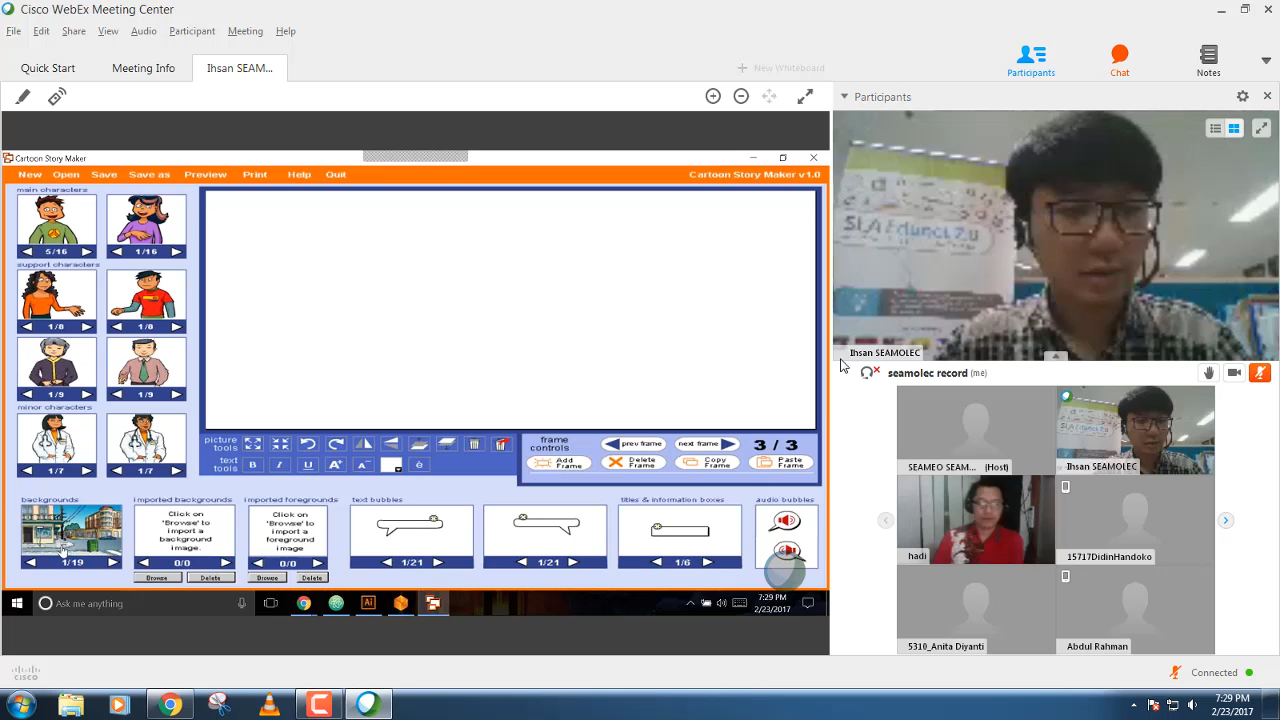 Cisco WebEx Meeting Center
File Edit Share View Audio Participant Meeting Help
Quick Start Meeting Info Ihsan SEAM... New Whiteboard
Participants Chat Notes
Participants
Cartoon Story Maker
New Open Save Save as Preview Print Help Quit Cartoon Story Maker v1.0
main characters
5/16 1/16
support characters
1/8 1/8
1/9 1/9
minor characters
1/7 1/7
picture tools
text tools
B I U A+ A- é
frame controls
prev frame next frame 3 / 3
Add Frame Delete Frame Copy Frame Paste Frame
backgrounds imported backgrounds imported foregrounds text bubbles titles & information boxes audio bubbles
Click on 'Browse' to import a background image.
Click on 'Browse' to import a foreground image
1/19 0/0 0/0 1/21 1/21 1/6
Browse Delete Browse Delete
Ask me anything
7:29 PM
2/23/2017
Ihsan SEAMOLEC
seamolec record (me)
SEAMEO SEAM... (Host) Ihsan SEAMOLEC
hadi 15717DidinHandoko
5310_Anita Diyanti Abdul Rahman
cisco
Connected
7:29 PM
2/23/2017